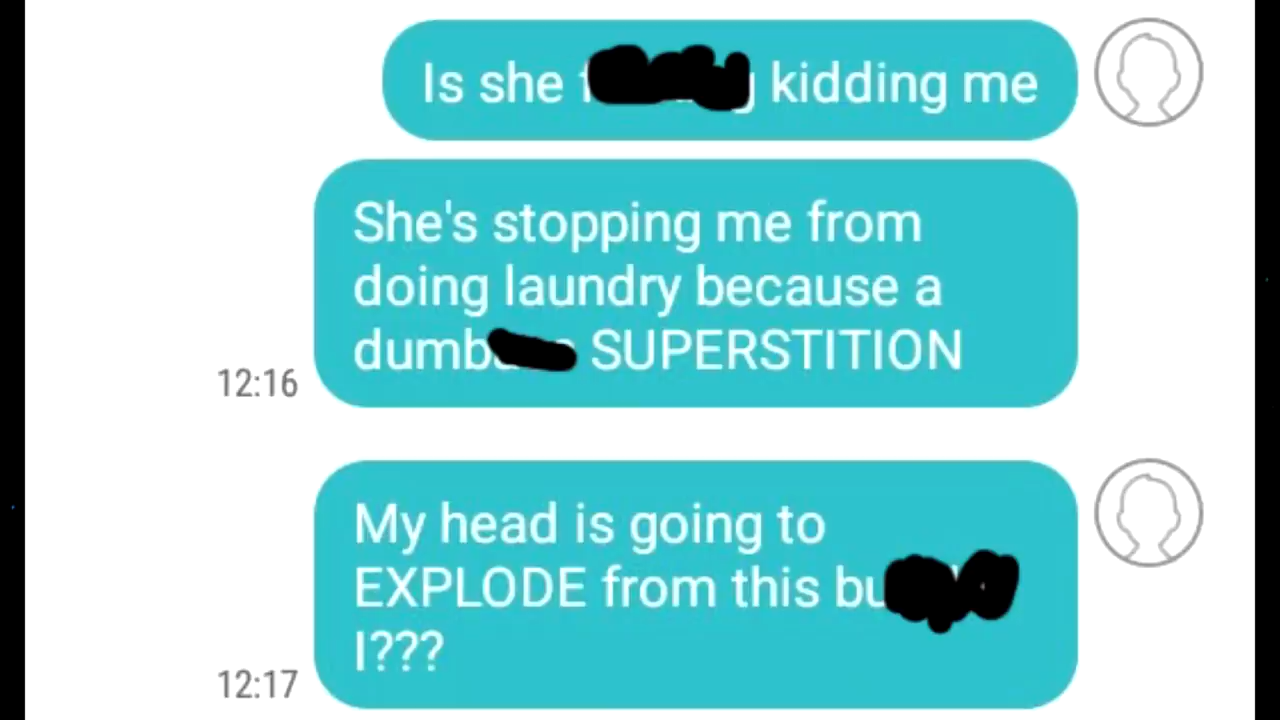 Is she kidding me
She's stopping me from
doing laundry because a
SUPERSTITION
12:16
My head is going to
EXPLODE from this
I???
12:17